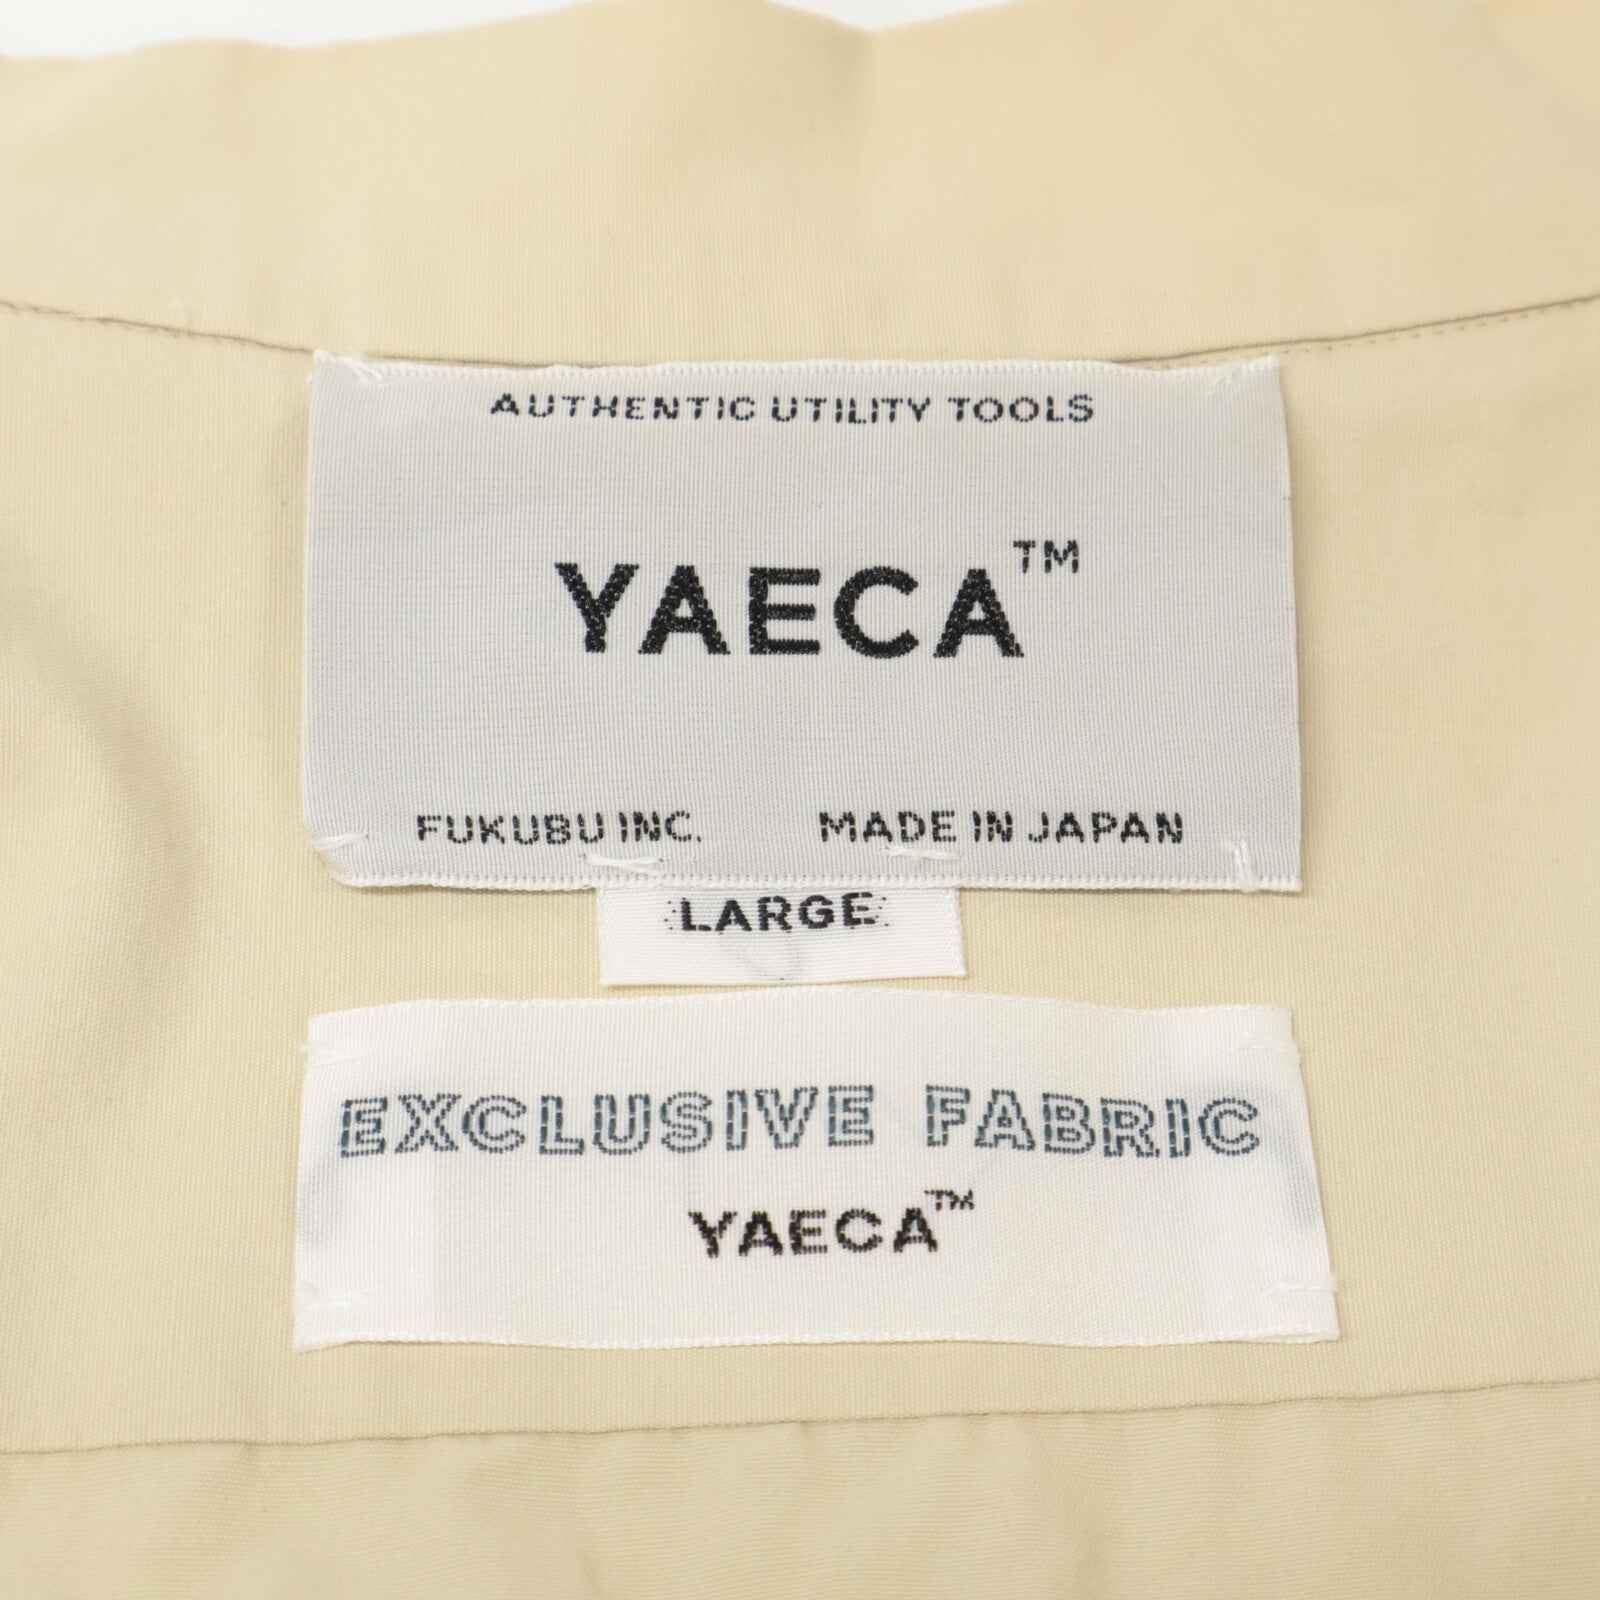 AUTHENTIC UTILITY TOOLS
YAECA™
FUKUBU INC. MADE IN JAPAN
LARGE
EXCLUSIVE FABRIC
YAECA™